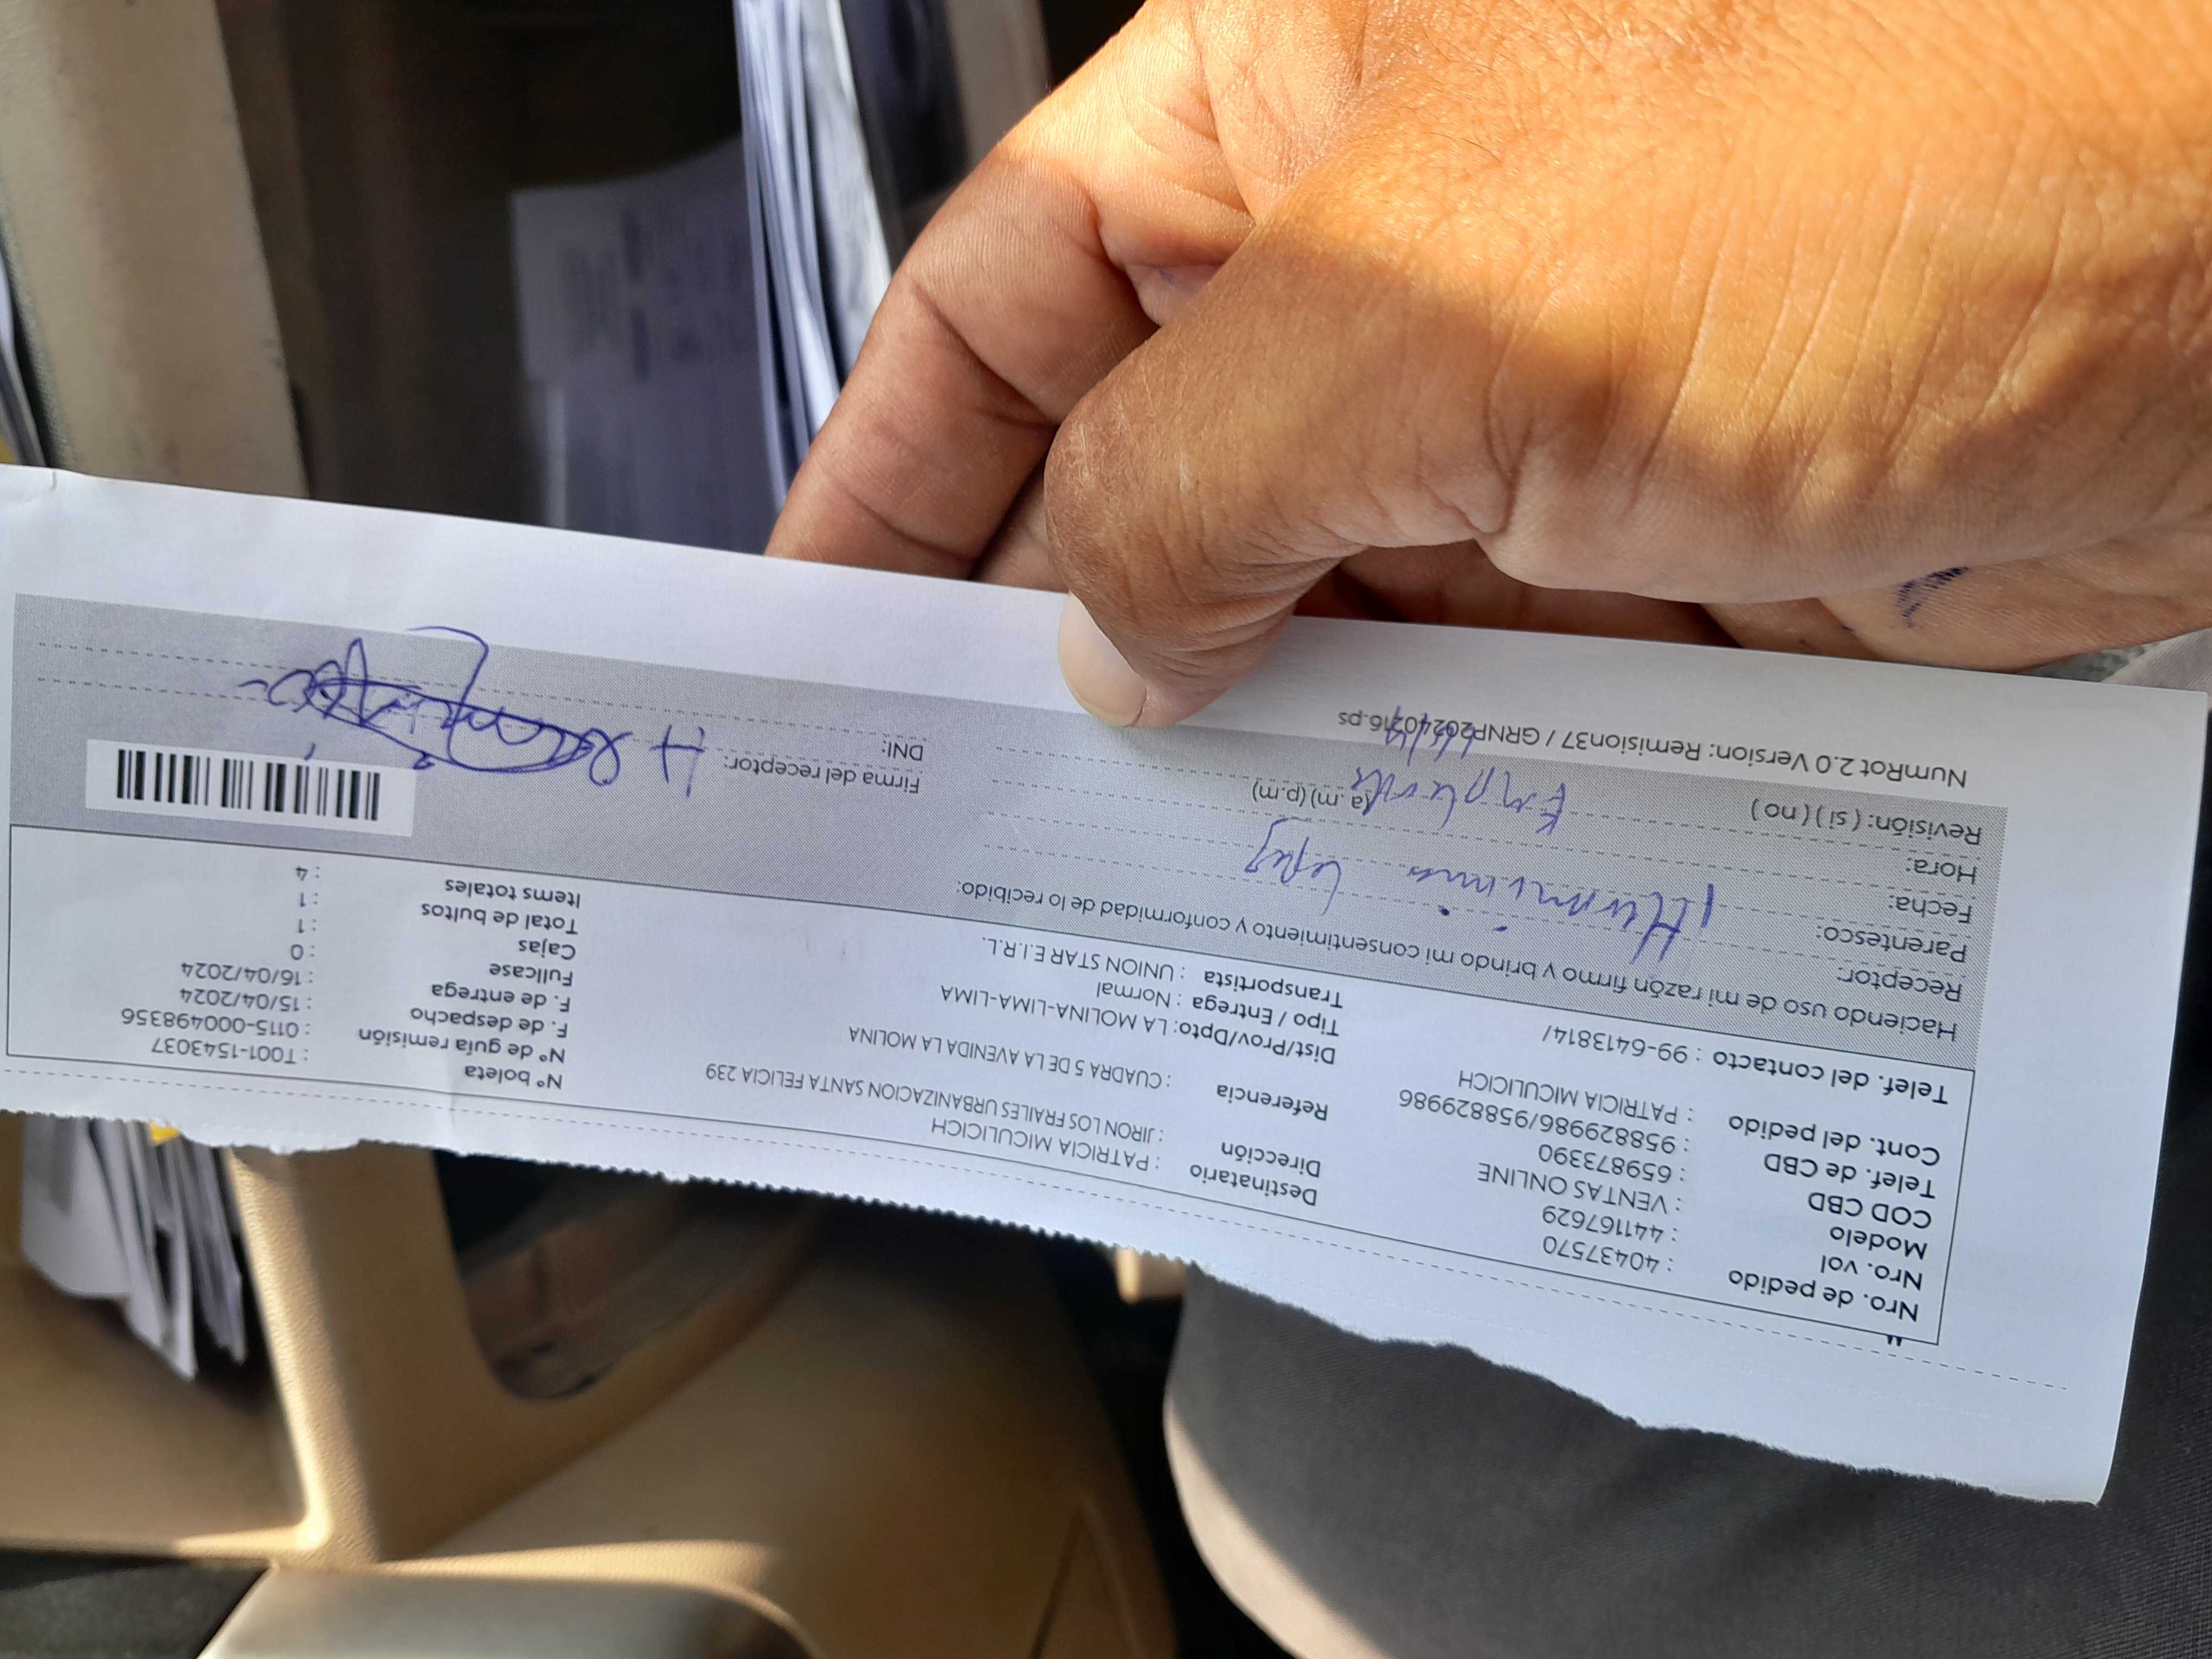 Nro. de pedido : 40437570
Nro. vol : 441167629
Modelo : VENTAS ONLINE
COD CBD : 659873390
Telef. de CBD : 958829986/958829986
Cont. del pedido : PATRICIA MICULICICH
Telef. del contacto : 99-6413814/
Destinatario : PATRICIA MICULICICH
Dirección : JIRON LOS FRAILES URBANIZACION SANTA FELICIA 239
Referencia : CUADRA 5 DE LA AVENIDA LA MOLINA
Dist/Prov/Dpto: LA MOLINA-LIMA-LIMA
Tipo / Entrega : Normal
Transportista : UNION STAR E.I.R.L.
N° boleta : T001-1543037
N° de guía remisión : 0115-000498356
F. de despacho : 15/04/2024
F. de entrega : 16/04/2024
Fullcase : 0
Cajas : 1
Total de bultos : 1
Items totales : 4
Haciendo uso de mi razón firmo y brindo mi consentimiento y conformidad de lo recibido:
Receptor:
Parentesco:
Fecha:
Hora: (a.m) (p.m)
Revisión: ( si ) ( no )
Firma del receptor:
DNI:
NumRot 2.0 Version: Remision37 / GRNP20240216.ps